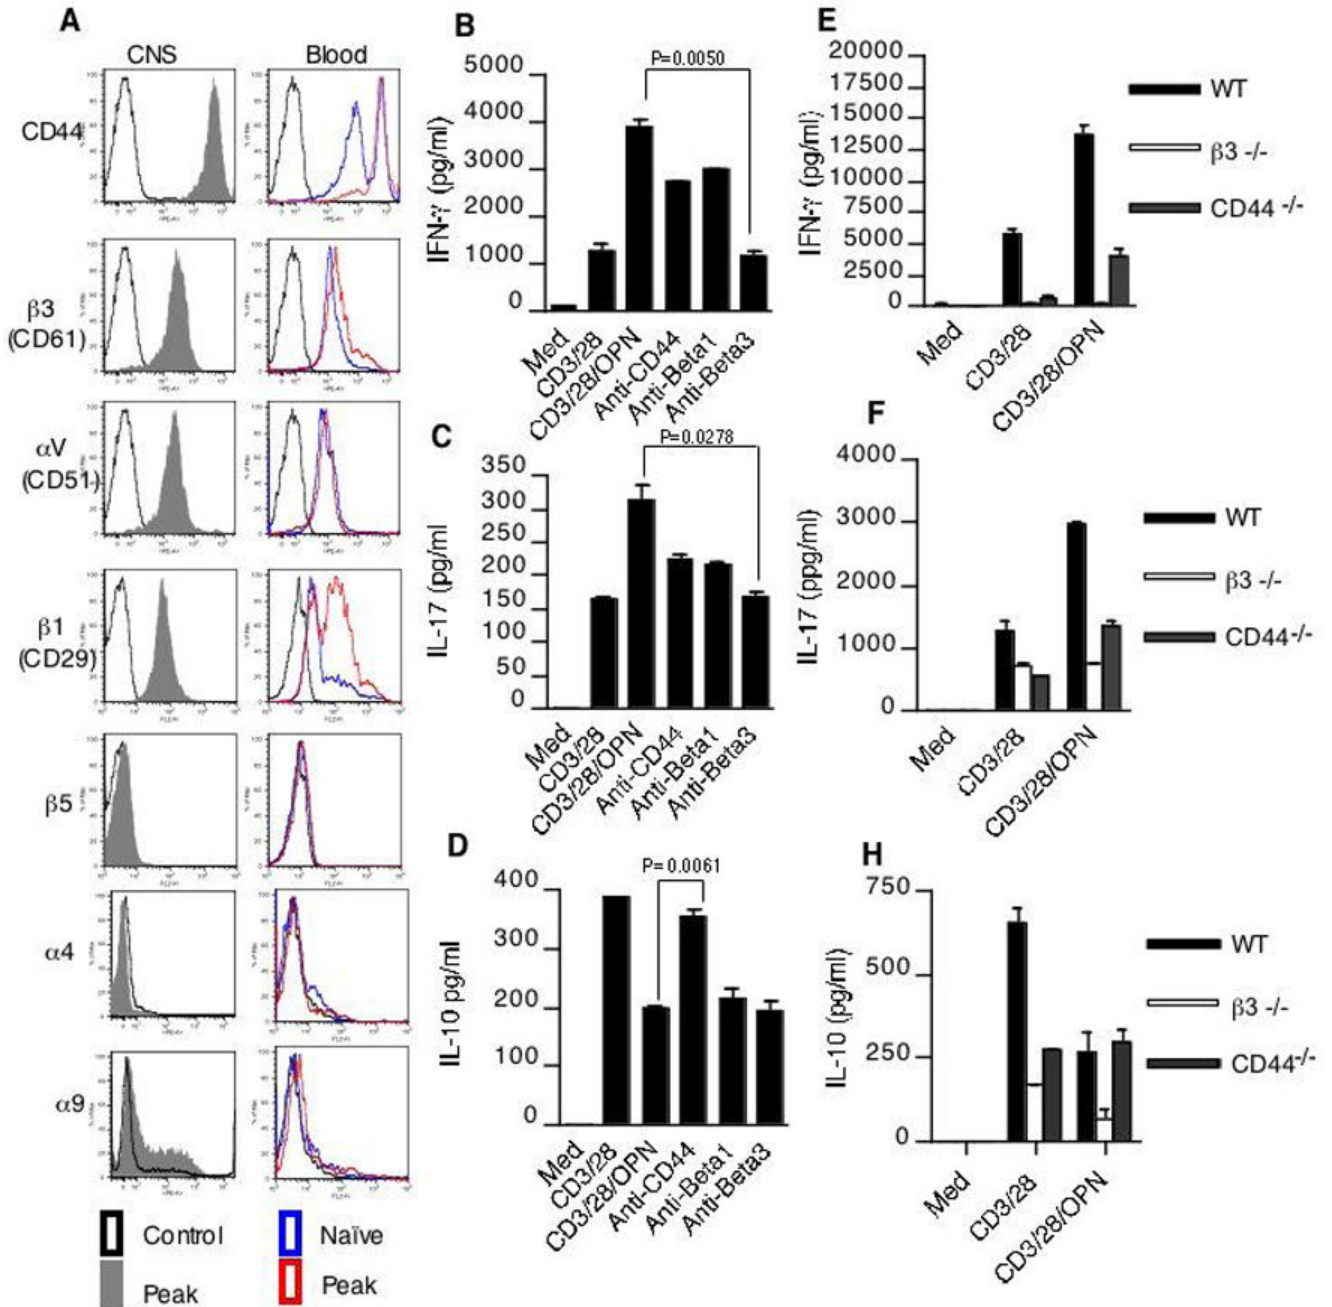 A
CNS
Blood
CD44
β3
(CD61)
αV
(CD51)
β1
(CD29)
β5
α4
α9
Control
Naïve
Peak
Peak
B
P=0.0050
IFN-γ (pg/ml)
5000
4000
3000
2000
1000
0
Med
CD3/28
CD3/28/OPN
Anti-CD44
Anti-Beta1
Anti-Beta3
C
P=0.0278
IL-17 (pg/ml)
350
300
250
200
150
100
50
0
Med
CD3/28
CD3/28/OPN
Anti-CD44
Anti-Beta1
Anti-Beta3
D
P=0.0061
IL-10 pg/ml
400
300
200
100
0
Med
CD3/28
CD3/28/OPN
Anti-CD44
Anti-Beta1
Anti-Beta3
E
IFN-γ (pg/ml)
20000
17500
15000
12500
10000
7500
5000
2500
0
Med
CD3/28
CD3/28/OPN
WT
β3 -/-
CD44 -/-
F
IL-17 (ppg/ml)
4000
3000
2000
1000
0
Med
CD3/28
CD3/28/OPN
WT
β3 -/-
CD44-/-
H
IL-10 (pg/ml)
750
500
250
0
Med
CD3/28
CD3/28/OPN
WT
β3 -/-
CD44-/-